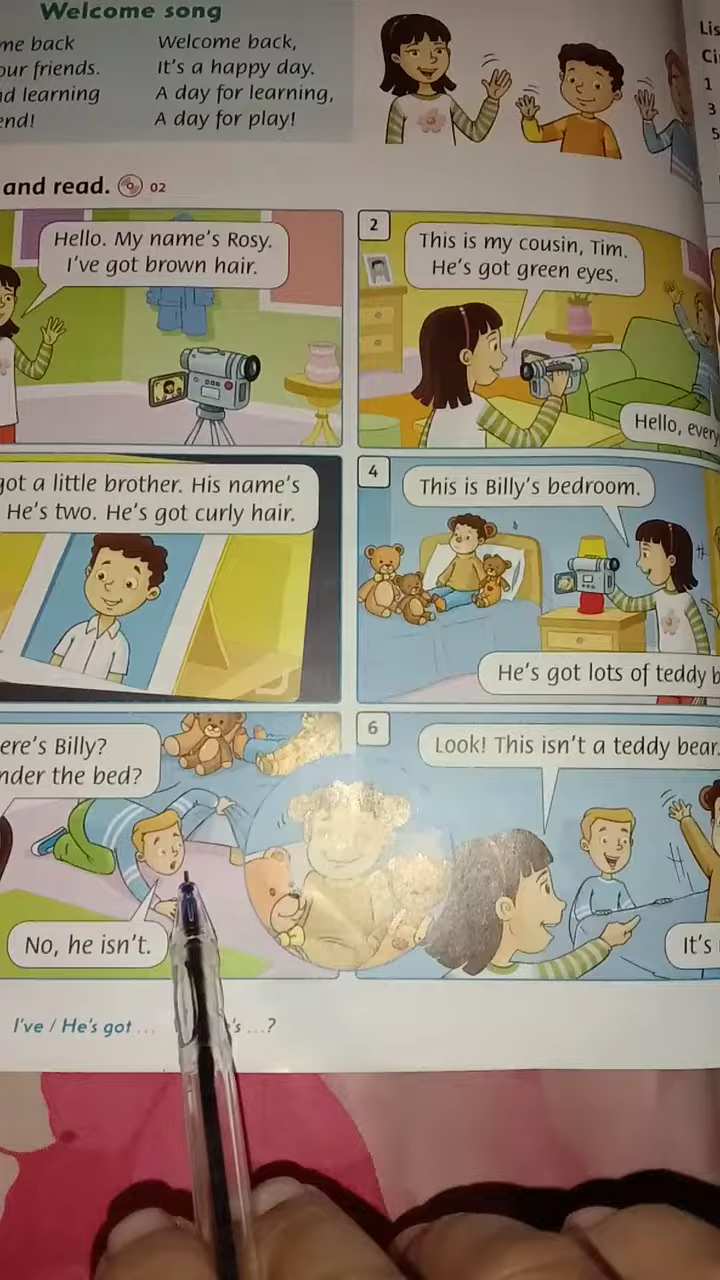 Welcome song
me back
our friends.
nd learning
end!
Welcome back,
It's a happy day.
A day for learning,
A day for play!
Lis
Ci
1
3
5
and read. 02
Hello. My name's Rosy.
I've got brown hair.
2
This is my cousin, Tim.
He's got green eyes.
Hello, every
got a little brother. His name's
He's two. He's got curly hair.
4
This is Billy's bedroom.
He's got lots of teddy b
ere's Billy?
nder the bed?
No, he isn't.
6
Look! This isn't a teddy bear.
It's
I've / He's got ... 's ...?